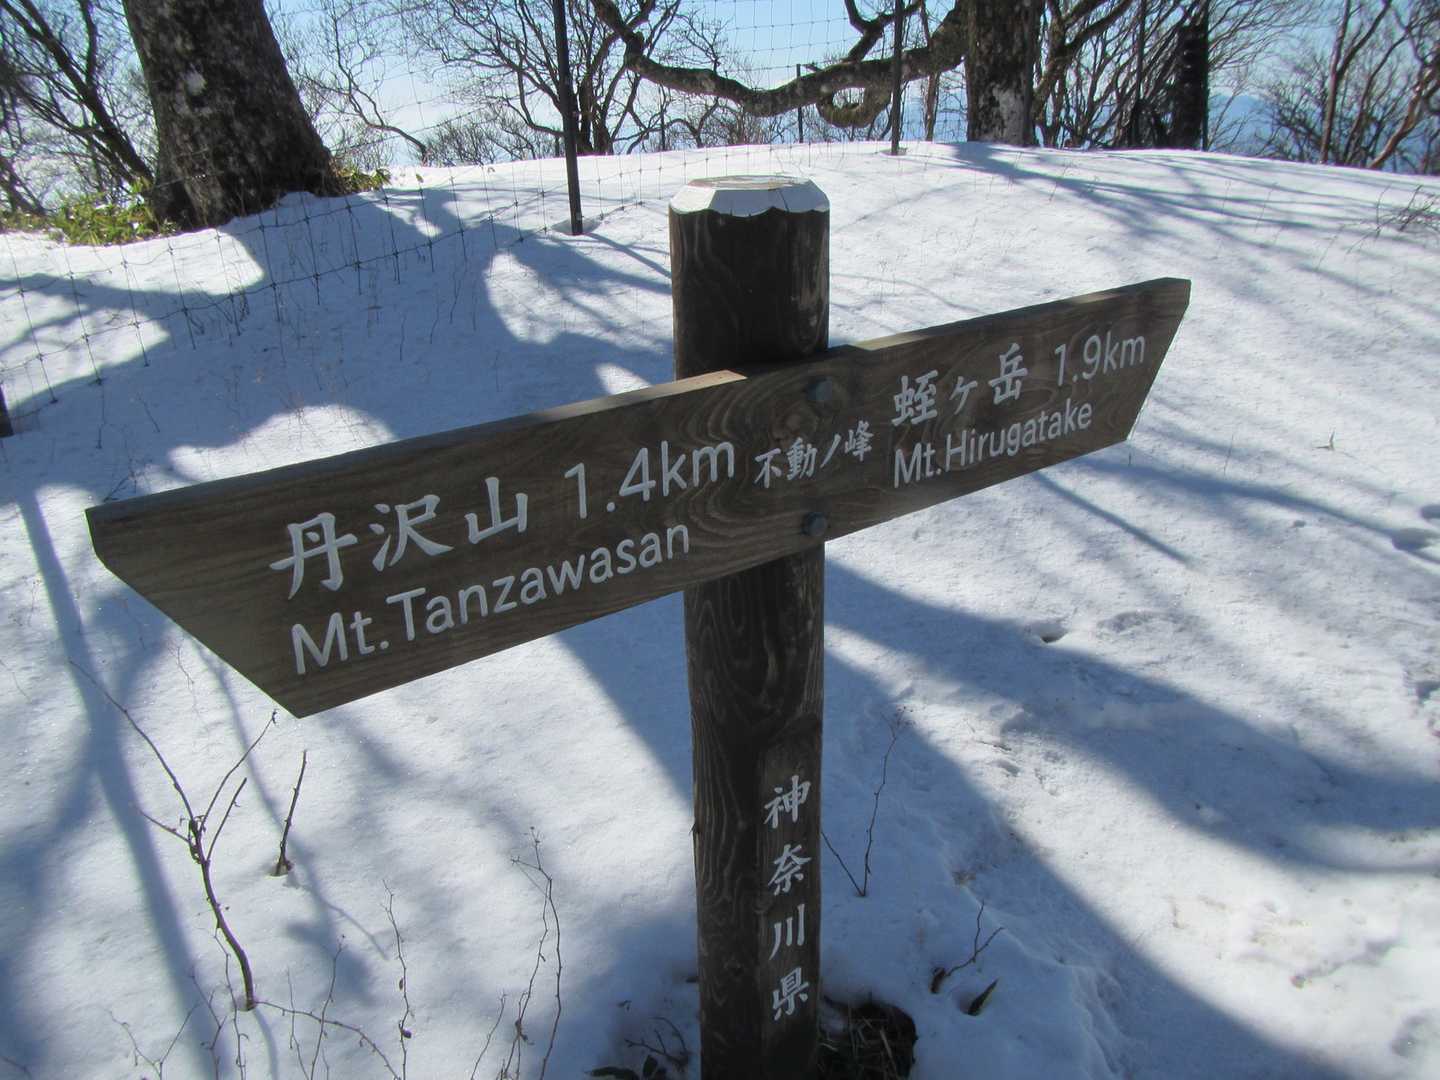 丹沢山 1.4km
Mt.Tanzawasan
不動ノ峰
蛭ヶ岳 1.9km
Mt.Hirugatake
神奈川県